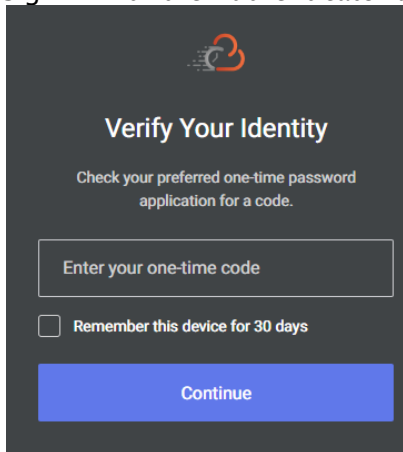 Verify Your Identity
Check your preferred one-time password
application for a code.
Enter your one-time code
Remember this device for 30 days
Continue